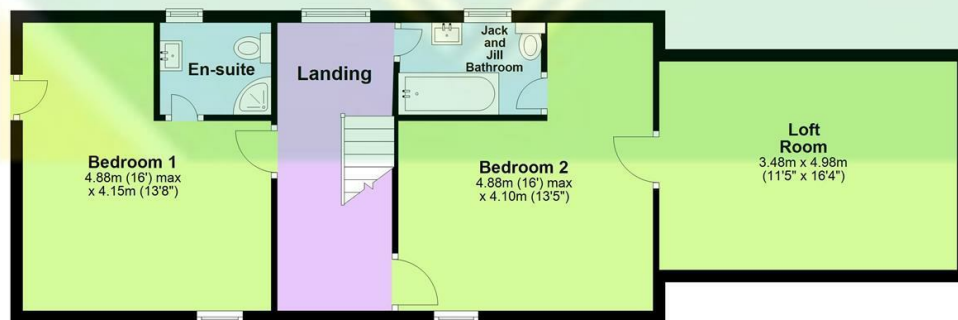 En-suite
Landing
Jack
and
Jill
Bathroom
Bedroom 1
4.88m (16') max
x 4.15m (13'8")
Bedroom 2
4.88m (16') max
x 4.10m (13'5")
Loft
Room
3.48m x 4.98m
(11'5" x 16'4")